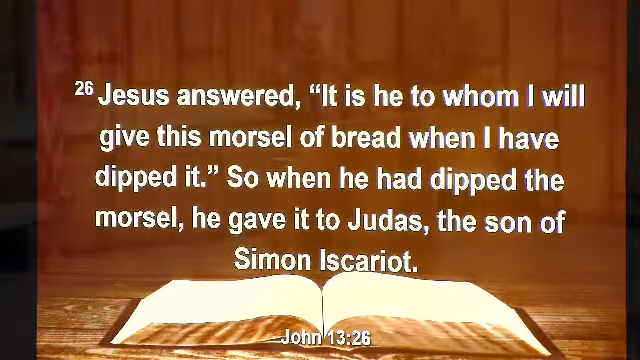 26 Jesus answered, “It is he to whom I will
give this morsel of bread when I have
dipped it.” So when he had dipped the
morsel, he gave it to Judas, the son of
Simon Iscariot.
John 13:26